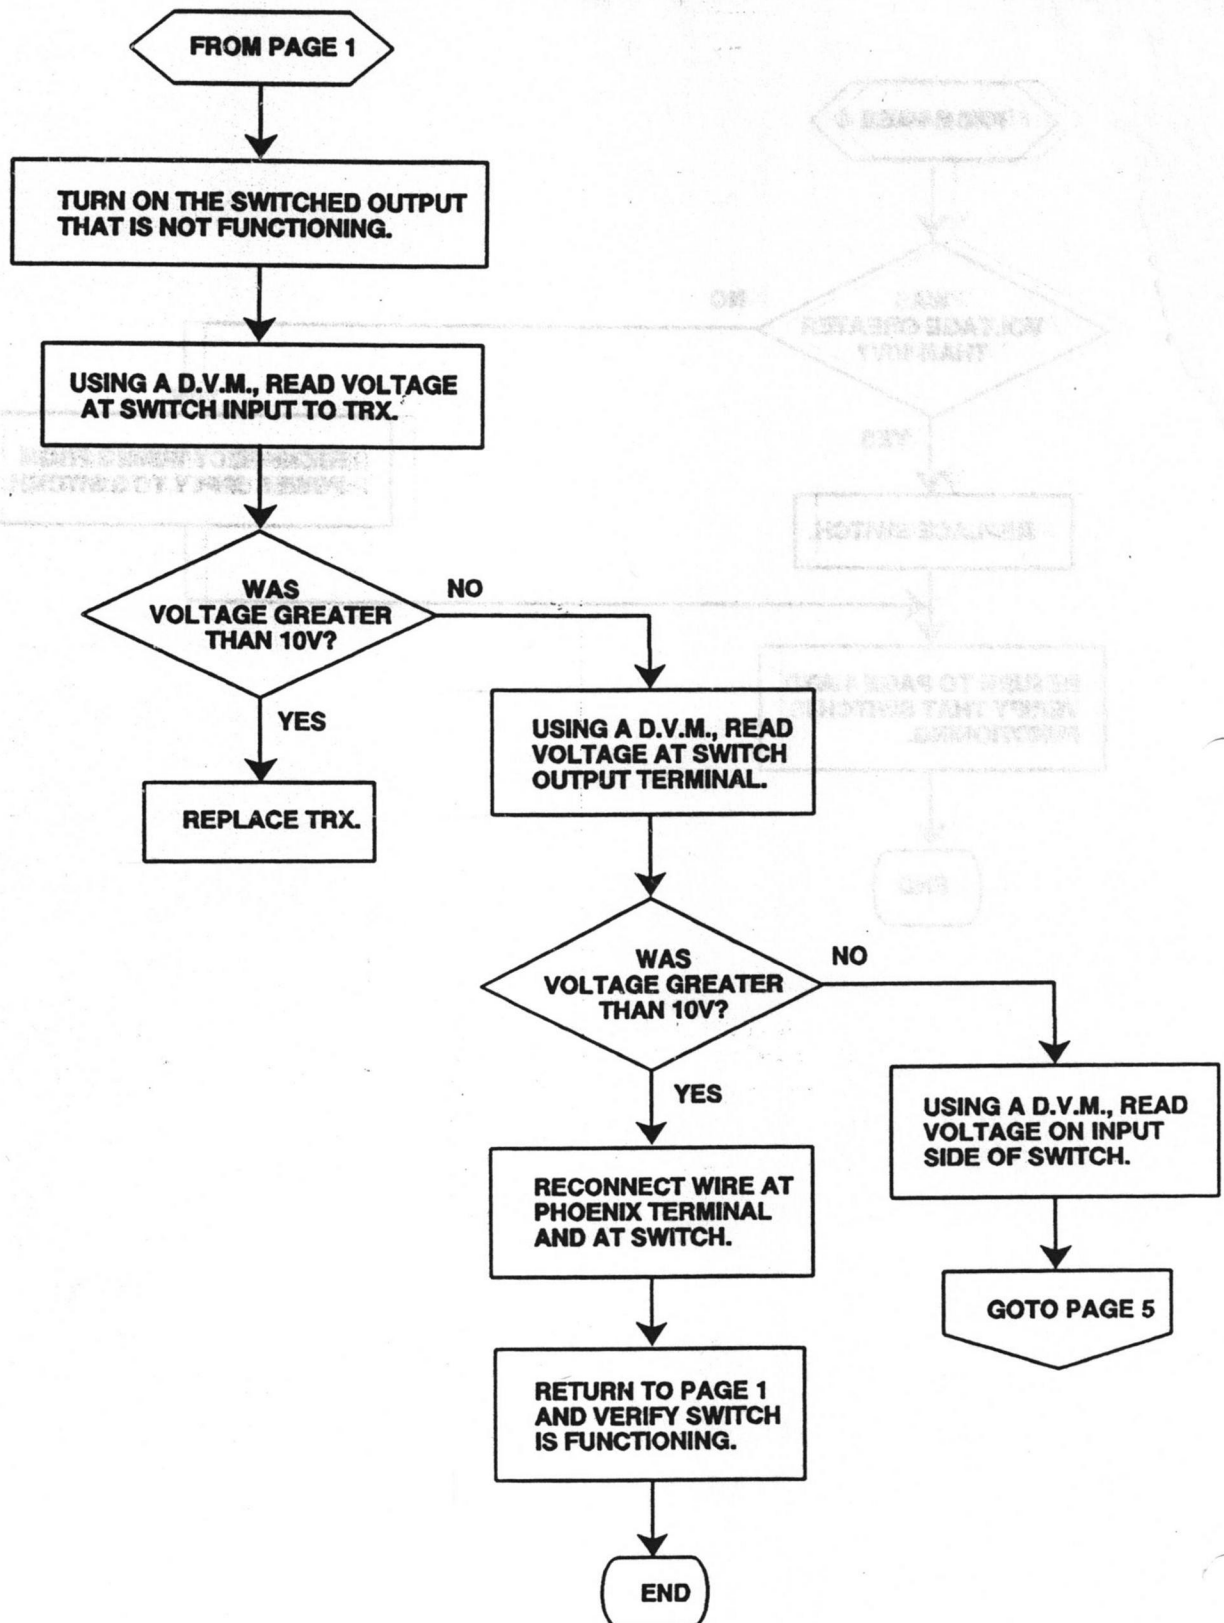 FROM PAGE 1
TURN ON THE SWITCHED OUTPUT
THAT IS NOT FUNCTIONING.
USING A D.V.M., READ VOLTAGE
AT SWITCH INPUT TO TRX.
WAS
VOLTAGE GREATER
THAN 10V?
NO
YES
REPLACE TRX.
USING A D.V.M., READ
VOLTAGE AT SWITCH
OUTPUT TERMINAL.
WAS
VOLTAGE GREATER
THAN 10V?
NO
YES
USING A D.V.M., READ
VOLTAGE ON INPUT
SIDE OF SWITCH.
GOTO PAGE 5
RECONNECT WIRE AT
PHOENIX TERMINAL
AND AT SWITCH.
RETURN TO PAGE 1
AND VERIFY SWITCH
IS FUNCTIONING.
END